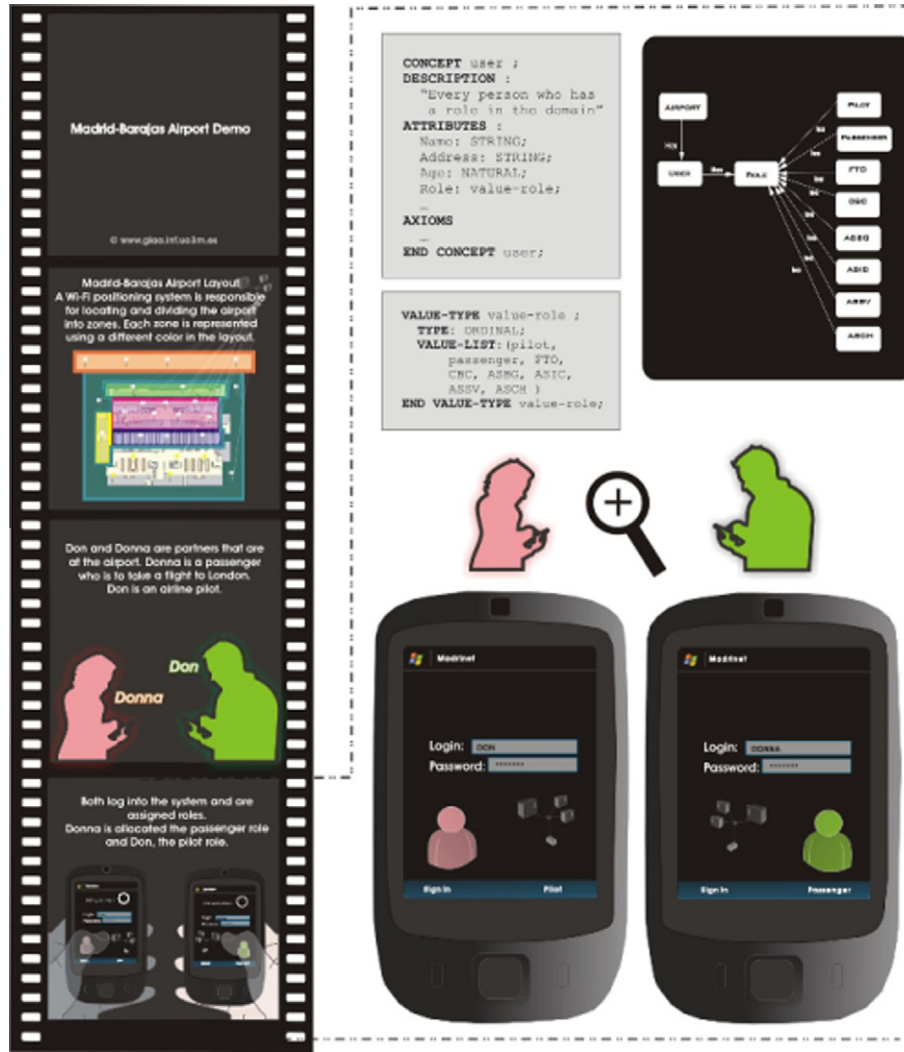 Madrid-Barajas Airport Demo
© www.giaa.inf.uc3m.es
Madrid-Barajas Airport Layout
A Wi-Fi positioning system is responsible
for locating and dividing the airport
into zones. Each zone is represented
using a different color in the layout.
Don and Donna are partners that are
at the airport. Donna is a passenger
who is to take a flight to London.
Don is an airline pilot.
Don
Donna
Both log into the system and are
assigned roles.
Donna is allocated the passenger role
and Don, the pilot role.
CONCEPT user ;
DESCRIPTION :
"Every person who has
a role in the domain"
ATTRIBUTES :
Name: STRING;
Address: STRING;
Age: NATURAL;
Role: value-role;
…
AXIOMS
…
END CONCEPT user;
VALUE-TYPE value-role ;
TYPE: ORDINAL;
VALUE-LIST:(pilot,
passenger, FTO,
CBC, ASBG, ASIC,
ASSV, ASCH )
END VALUE-TYPE value-role;
AIRPORT
Has
USER
Has
ROLE
PILOT
PASSENGER
FTO
CBC
ASBG
ASIC
ASSV
ASCH
Madrinet
Login: DON
Password: *******
Sign in Pilot
Madrinet
Login: DONNA
Password: *******
Sign in Passenger